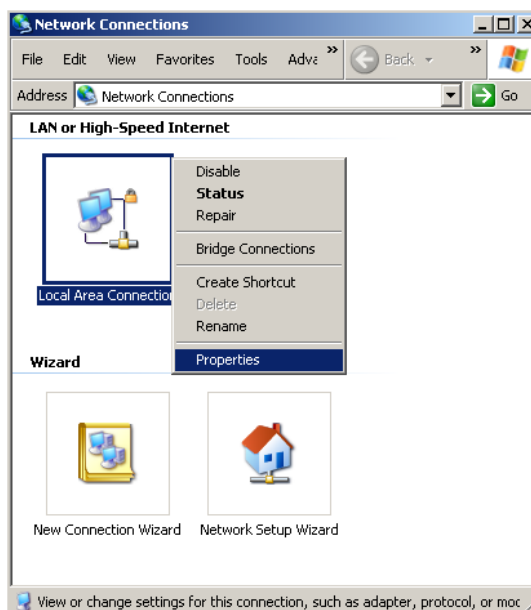 Network Connections
File Edit View Favorites Tools Adva » Back »
Address Network Connections Go
LAN or High-Speed Internet
Disable
Status
Repair
Bridge Connections
Create Shortcut
Local Area Connection
Delete
Rename
Wizard
Properties
New Connection Wizard Network Setup Wizard
View or change settings for this connection, such as adapter, protocol, or moc